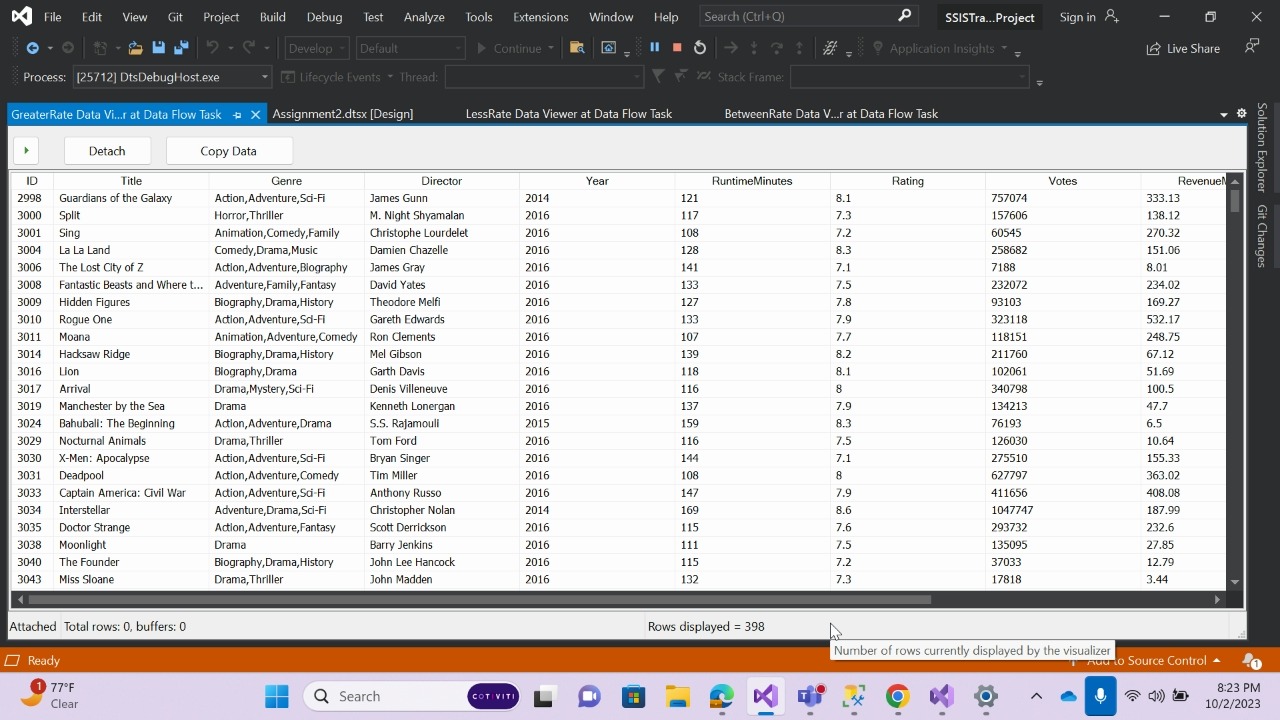 File Edit View Git Project Build Debug Test Analyze Tools Extensions Window Help Search (Ctrl+Q) SSISTra...Project Sign in
Develop Default Continue Application Insights Live Share
Process: [25712] DtsDebugHost.exe Lifecycle Events Thread: Stack Frame:
GreaterRate Data Vi...r at Data Flow Task Assignment2.dtsx [Design] LessRate Data Viewer at Data Flow Task BetweenRate Data V...r at Data Flow Task
Solution Explorer
Git Changes
Detach Copy Data
ID Title Genre Director Year RuntimeMinutes Rating Votes RevenueM
2998 Guardians of the Galaxy Action,Adventure,Sci-Fi James Gunn 2014 121 8.1 757074 333.13
3000 Split Horror,Thriller M. Night Shyamalan 2016 117 7.3 157606 138.12
3001 Sing Animation,Comedy,Family Christophe Lourdelet 2016 108 7.2 60545 270.32
3004 La La Land Comedy,Drama,Music Damien Chazelle 2016 128 8.3 258682 151.06
3006 The Lost City of Z Action,Adventure,Biography James Gray 2016 141 7.1 7188 8.01
3008 Fantastic Beasts and Where t... Adventure,Family,Fantasy David Yates 2016 133 7.5 232072 234.02
3009 Hidden Figures Biography,Drama,History Theodore Melfi 2016 127 7.8 93103 169.27
3010 Rogue One Action,Adventure,Sci-Fi Gareth Edwards 2016 133 7.9 323118 532.17
3011 Moana Animation,Adventure,Comedy Ron Clements 2016 107 7.7 118151 248.75
3014 Hacksaw Ridge Biography,Drama,History Mel Gibson 2016 139 8.2 211760 67.12
3016 Lion Biography,Drama Garth Davis 2016 118 8.1 102061 51.69
3017 Arrival Drama,Mystery,Sci-Fi Denis Villeneuve 2016 116 8 340798 100.5
3019 Manchester by the Sea Drama Kenneth Lonergan 2016 137 7.9 134213 47.7
3024 Bahubali: The Beginning Action,Adventure,Drama S.S. Rajamouli 2015 159 8.3 76193 6.5
3029 Nocturnal Animals Drama,Thriller Tom Ford 2016 116 7.5 126030 10.64
3030 X-Men: Apocalypse Action,Adventure,Sci-Fi Bryan Singer 2016 144 7.1 275510 155.33
3031 Deadpool Action,Adventure,Comedy Tim Miller 2016 108 8 627797 363.02
3033 Captain America: Civil War Action,Adventure,Sci-Fi Anthony Russo 2016 147 7.9 411656 408.08
3034 Interstellar Adventure,Drama,Sci-Fi Christopher Nolan 2014 169 8.6 1047747 187.99
3035 Doctor Strange Action,Adventure,Fantasy Scott Derrickson 2016 115 7.6 293732 232.6
3038 Moonlight Drama Barry Jenkins 2016 111 7.5 135095 27.85
3040 The Founder Biography,Drama,History John Lee Hancock 2016 115 7.2 37033 12.79
3043 Miss Sloane Drama,Thriller John Madden 2016 132 7.3 17818 3.44
Attached Total rows: 0, buffers: 0 Rows displayed = 398
Number of rows currently displayed by the visualizer
Ready Add to Source Control 1
1 77°F Search COTIVITI 8:23 PM
Clear 10/2/2023